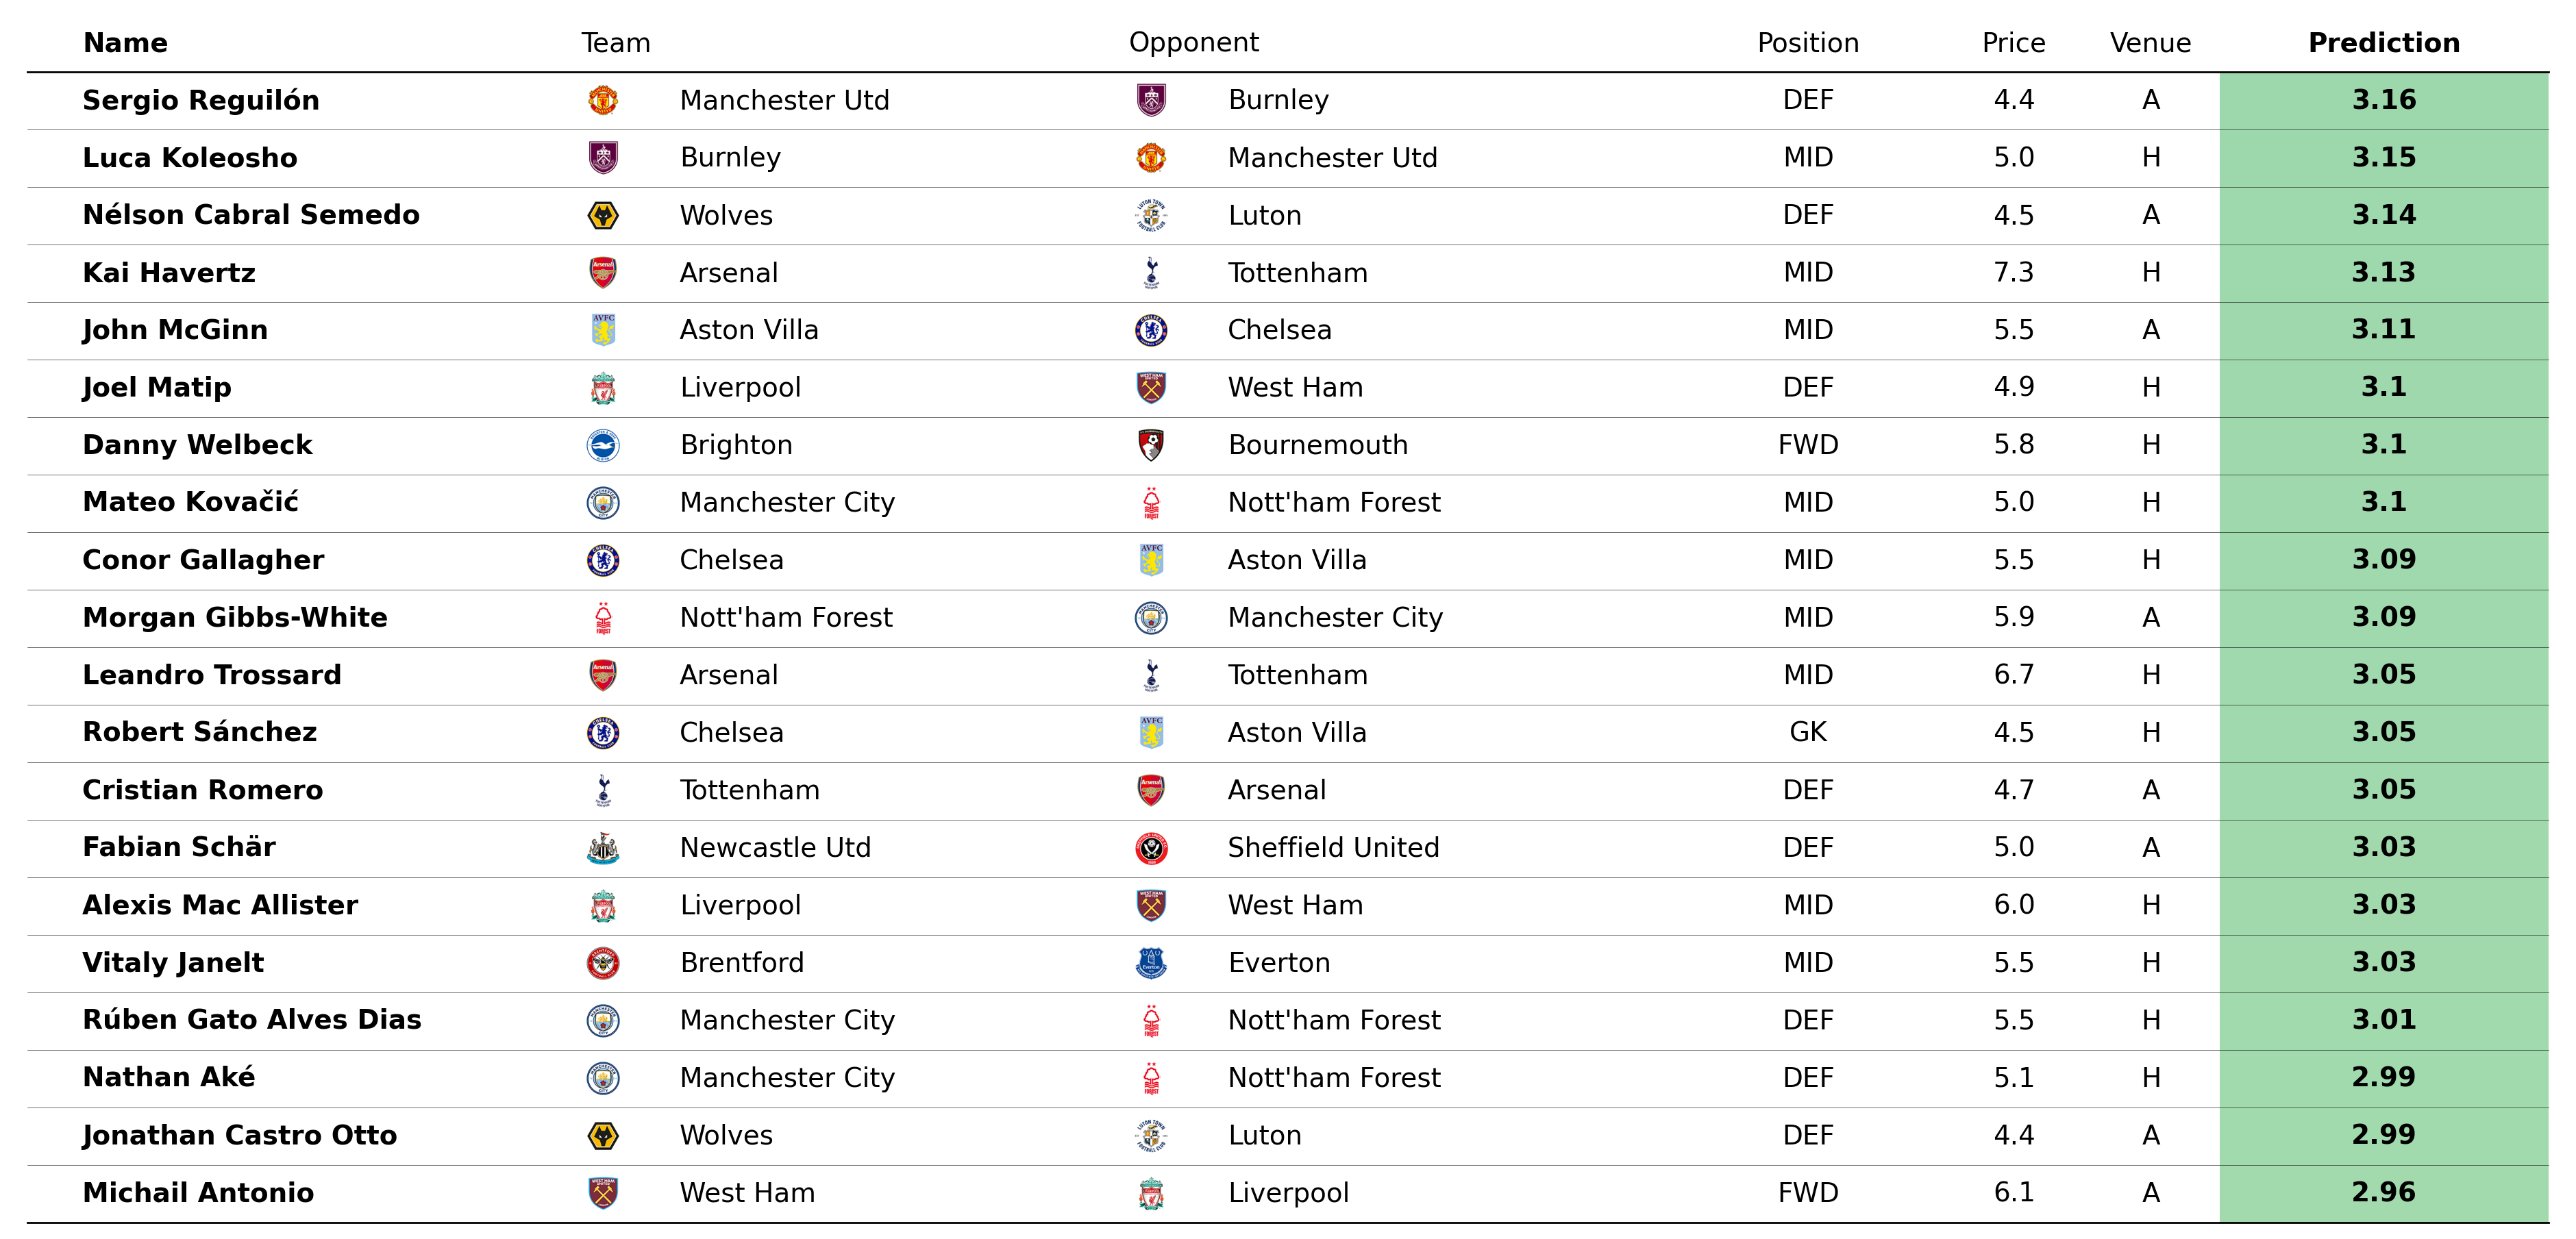 Name Team Opponent Position Price Venue Prediction
Sergio Reguilón Manchester Utd Burnley DEF 4.4 A 3.16
Luca Koleosho Burnley Manchester Utd MID 5.0 H 3.15
Nélson Cabral Semedo Wolves Luton DEF 4.5 A 3.14
Kai Havertz Arsenal Tottenham MID 7.3 H 3.13
John McGinn Aston Villa Chelsea MID 5.5 A 3.11
Joel Matip Liverpool West Ham DEF 4.9 H 3.1
Danny Welbeck Brighton Bournemouth FWD 5.8 H 3.1
Mateo Kovačić Manchester City Nott'ham Forest MID 5.0 H 3.1
Conor Gallagher Chelsea Aston Villa MID 5.5 H 3.09
Morgan Gibbs-White Nott'ham Forest Manchester City MID 5.9 A 3.09
Leandro Trossard Arsenal Tottenham MID 6.7 H 3.05
Robert Sánchez Chelsea Aston Villa GK 4.5 H 3.05
Cristian Romero Tottenham Arsenal DEF 4.7 A 3.05
Fabian Schär Newcastle Utd Sheffield United DEF 5.0 A 3.03
Alexis Mac Allister Liverpool West Ham MID 6.0 H 3.03
Vitaly Janelt Brentford Everton MID 5.5 H 3.03
Rúben Gato Alves Dias Manchester City Nott'ham Forest DEF 5.5 H 3.01
Nathan Aké Manchester City Nott'ham Forest DEF 5.1 H 2.99
Jonathan Castro Otto Wolves Luton DEF 4.4 A 2.99
Michail Antonio West Ham Liverpool FWD 6.1 A 2.96